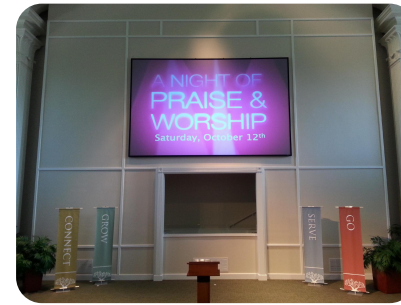 A NIGHT OF
PRAISE &
WORSHIP
Saturday, October 12th
CONNECT
GROW
SERVE
GO